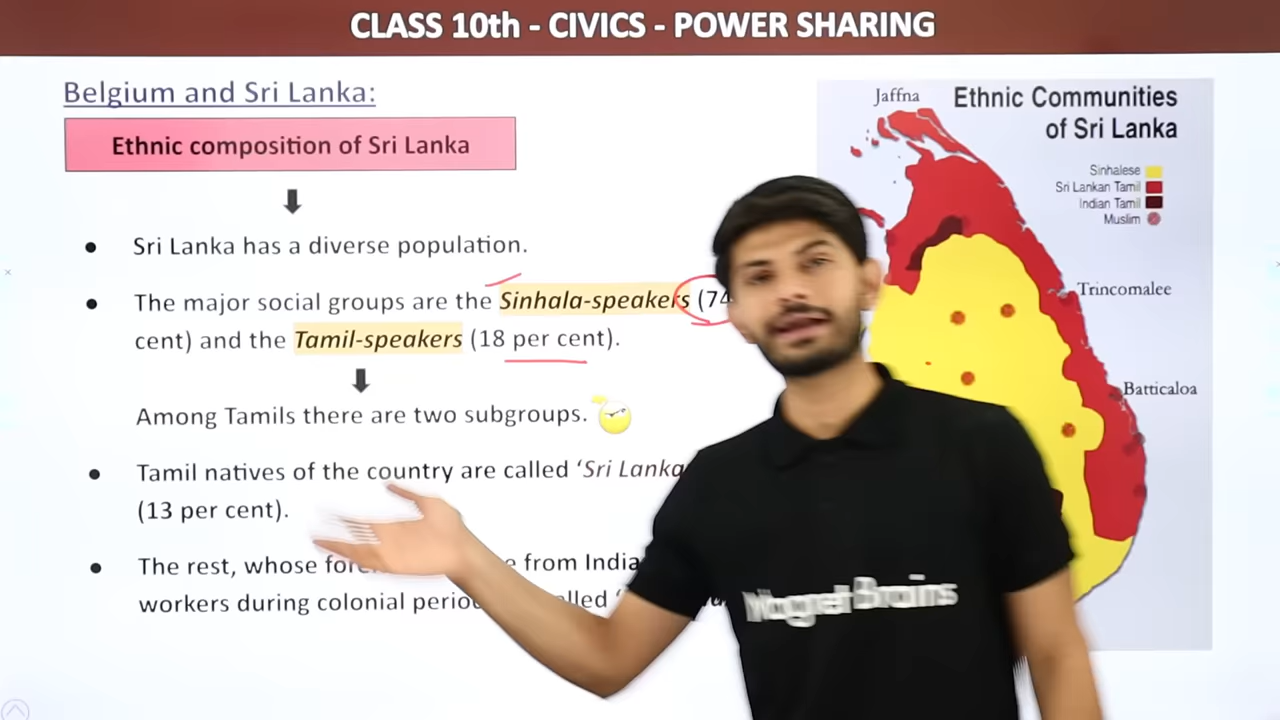 CLASS 10th - CIVICS - POWER SHARING
Belgium and Sri Lanka:
Ethnic composition of Sri Lanka
• Sri Lanka has a diverse population.
• The major social groups are the Sinhala-speakers (74
cent) and the Tamil-speakers (18 per cent).
Among Tamils there are two subgroups.
• Tamil natives of the country are called ‘Sri Lanka
(13 per cent).
• The rest, whose from India
workers during colonial
Jaffna
Ethnic Communities
of Sri Lanka
Sinhalese
Sri Lankan Tamil
Indian Tamil
Muslim
Trincomalee
Batticaloa
Magnet Brains